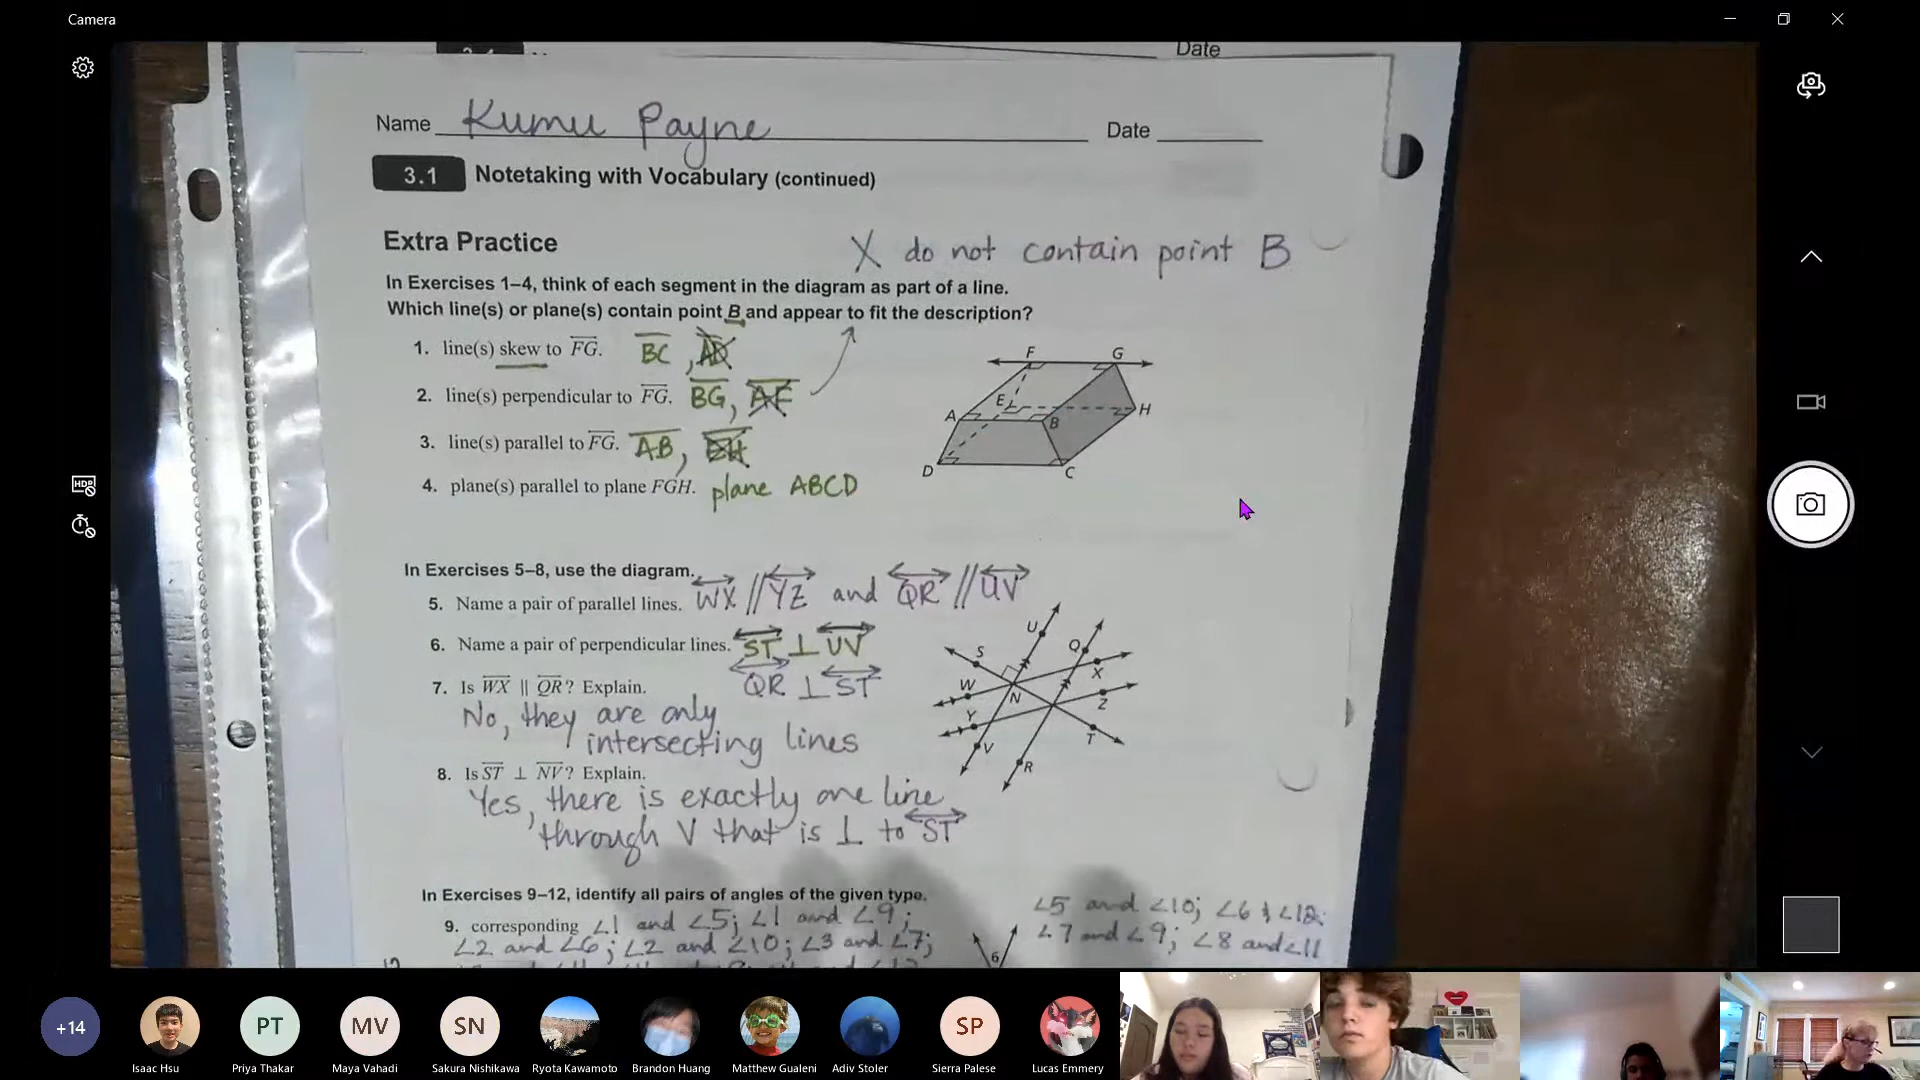 Camera
Date
Name Kumu Payne Date
3.1 Notetaking with Vocabulary (continued)
Extra Practice
X do not contain point B
In Exercises 1–4, think of each segment in the diagram as part of a line.
Which line(s) or plane(s) contain point B and appear to fit the description?
1. line(s) skew to FG. BC, AD
2. line(s) perpendicular to FG. BG, AF
3. line(s) parallel to FG. AB, EH
4. plane(s) parallel to plane FGH. plane ABCD
F G
A E B H
D C
In Exercises 5–8, use the diagram.
5. Name a pair of parallel lines. WX // YZ and QR // UV
6. Name a pair of perpendicular lines. ST ⊥ UV
QR ⊥ ST
7. Is WX ∥ QR? Explain.
No, they are only
intersecting lines
8. Is ST ⊥ NV? Explain.
Yes, there is exactly one line
through V that is ⊥ to ST
U Q
S X
W N Z
Y T
V R
In Exercises 9–12, identify all pairs of angles of the given type.
9. corresponding ∠1 and ∠5; ∠1 and ∠9;
∠2 and ∠6; ∠2 and ∠10; ∠3 and ∠7;
∠5 and ∠10; ∠6 & ∠12;
∠7 and ∠9; ∠8 and ∠11
6
+14
PT
MV
SN
SP
Isaac Hsu
Priya Thakar
Maya Vahadi
Sakura Nishikawa
Ryota Kawamoto
Brandon Huang
Matthew Gualeni
Adiv Stoler
Sierra Palese
Lucas Emmery